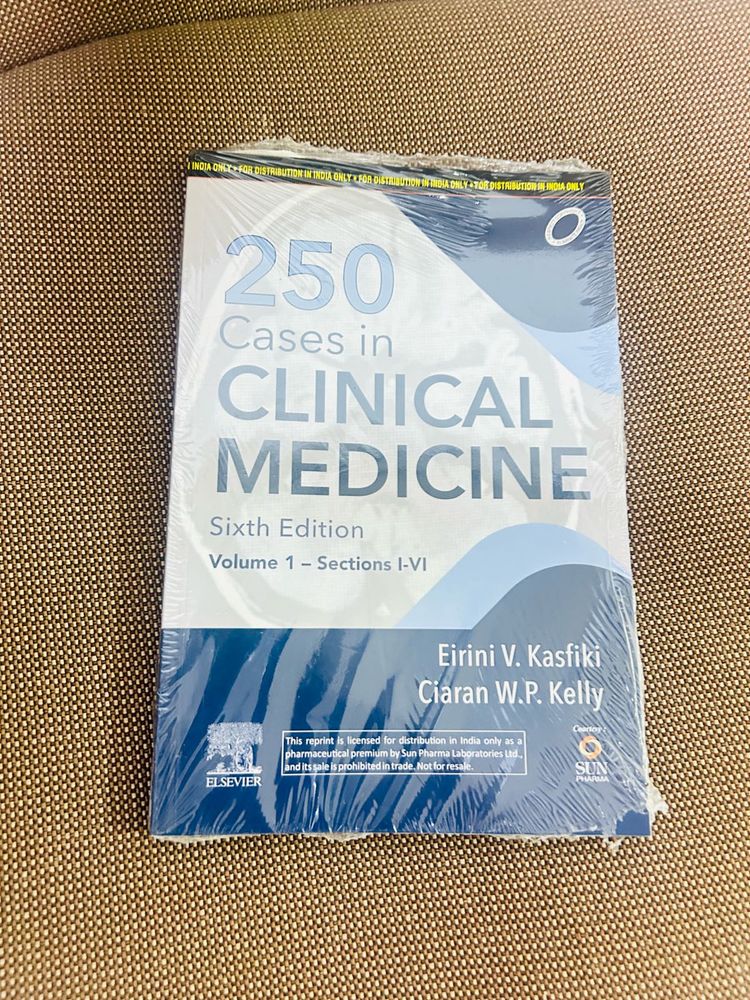 INDIA ONLY • FOR DISTRIBUTION IN INDIA ONLY • FOR DISTRIBUTION IN INDIA ONLY • FOR DISTRIBUTION IN INDIA ONLY
250
Cases in
CLINICAL
MEDICINE
Sixth Edition
Volume 1 – Sections I-VI
Eirini V. Kasfiki
Ciaran W.P. Kelly
ELSEVIER
This reprint is licensed for distribution in India only as a
pharmaceutical premium by Sun Pharma Laboratories Ltd.,
and its sale is prohibited in trade. Not for resale.
Courtesy :
SUN
PHARMA